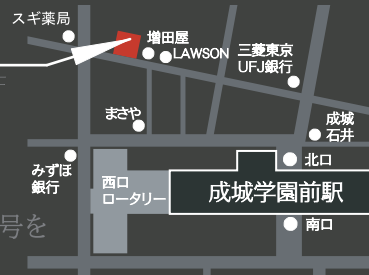 スギ薬局
増田屋
LAWSON
三菱東京
UFJ銀行
まさや
成城
石井
みずほ
銀行
西口
ロータリー
北口
成城学園前駅
南口
号を